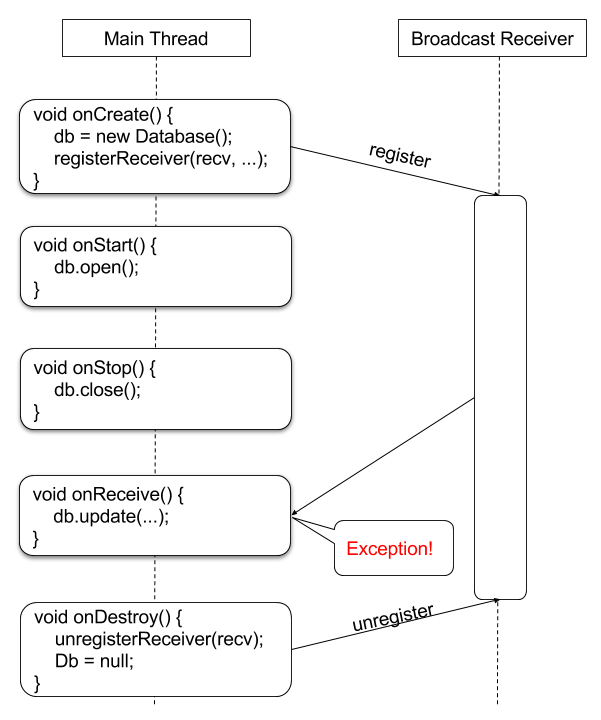 Main Thread
Broadcast Receiver
void onCreate() {
db = new Database();
registerReceiver(recv, ...);
}
register
void onStart() {
db.open();
}
void onStop() {
db.close();
}
void onReceive() {
db.update(...);
}
Exception!
void onDestroy() {
unregisterReceiver(recv);
Db = null;
}
unregister